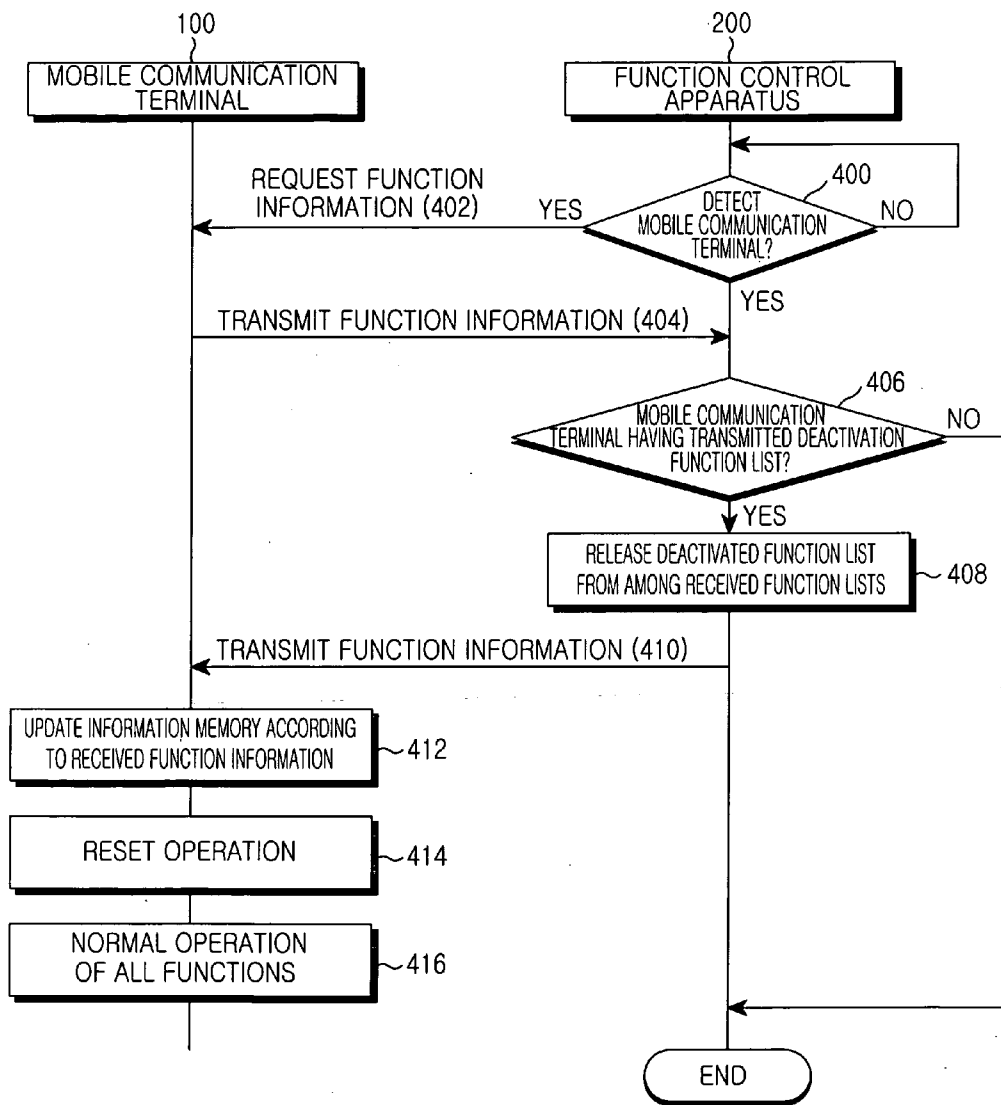 100
200
MOBILE COMMUNICATION
TERMINAL
FUNCTION CONTROL
APPARATUS
REQUEST FUNCTION
INFORMATION (402)
YES
400
DETECT
MOBILE COMMUNICATION
TERMINAL?
NO
YES
TRANSMIT FUNCTION INFORMATION (404)
406
MOBILE COMMUNICATION
TERMINAL HAVING TRANSMITTED DEACTIVATION
FUNCTION LIST?
NO
YES
RELEASE DEACTIVATED FUNCTION LIST
FROM AMONG RECEIVED FUNCTION LISTS
408
TRANSMIT FUNCTION INFORMATION (410)
UPDATE INFORMATION MEMORY ACCORDING
TO RECEIVED FUNCTION INFORMATION
412
RESET OPERATION
414
NORMAL OPERATION
OF ALL FUNCTIONS
416
END